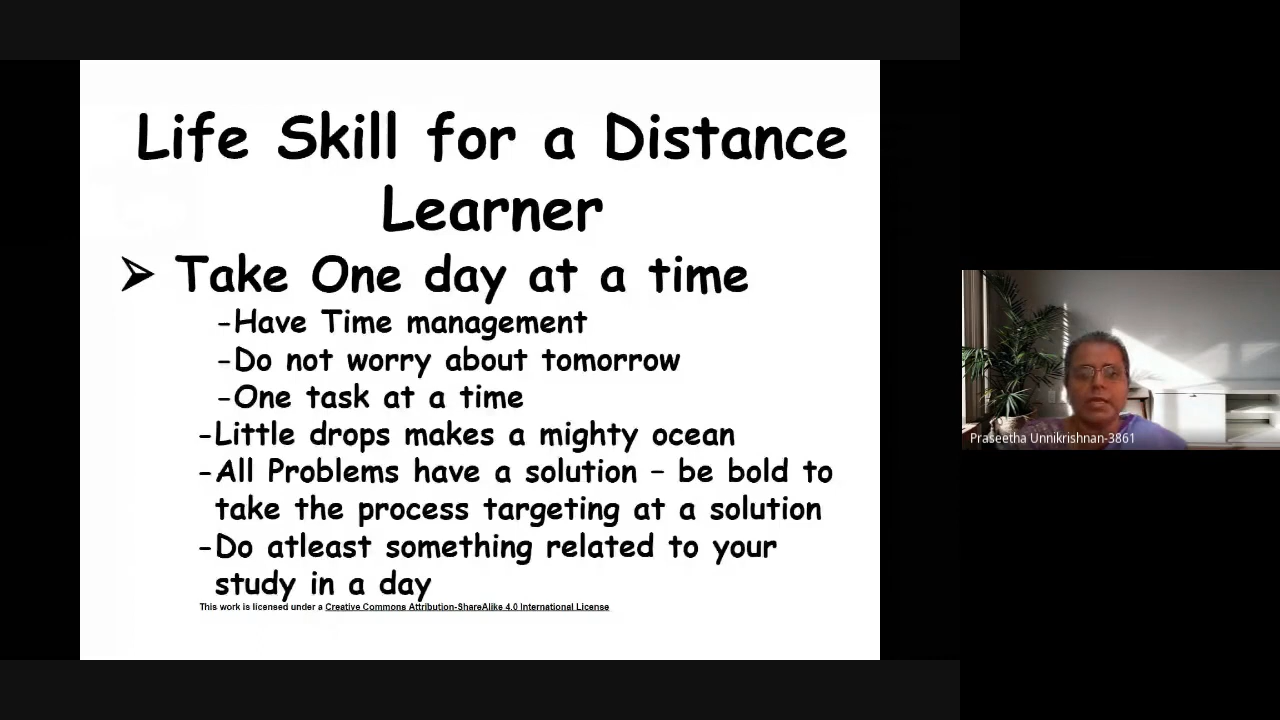 Life Skill for a Distance
Learner
➢ Take One day at a time
-Have Time management
-Do not worry about tomorrow
-One task at a time
-Little drops makes a mighty ocean
-All Problems have a solution – be bold to
take the process targeting at a solution
-Do atleast something related to your
study in a day
This work is licensed under a Creative Commons Attribution-ShareAlike 4.0 International License
Praseetha Unnikrishnan-3861